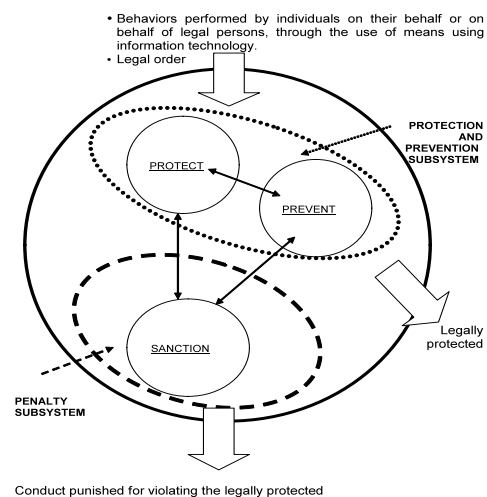 • Behaviors performed by individuals on their behalf or on
behalf of legal persons, through the use of means using
information technology.
• Legal order
PROTECTION
AND
PREVENTION
SUBSYSTEM
PROTECT
PREVENT
Legally
protected
SANCTION
PENALTY
SUBSYSTEM
Conduct punished for violating the legally protected